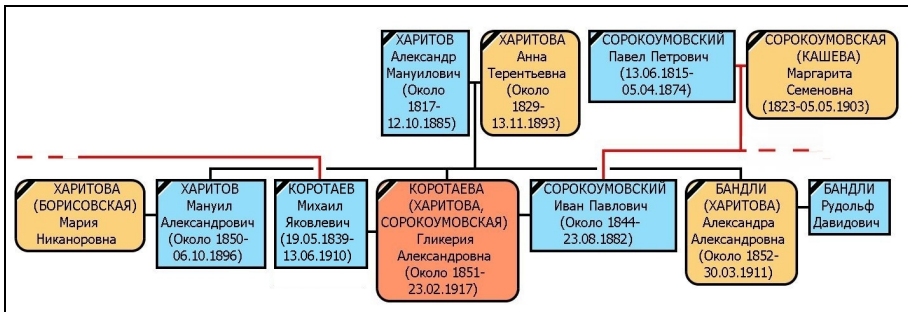 ХАРИТОВ
Александр
Мануилович
(Около
1817-
12.10.1885)
ХАРИТОВА
Анна
Терентьевна
(Около
1829-
13.11.1893)
СОРОКОУМОВСКИЙ
Павел Петрович
(13.06.1815-
05.04.1874)
СОРОКОУМОВСКАЯ
(КАШЕВА)
Маргарита
Семеновна
(1823-05.05.1903)
ХАРИТОВА
(БОРИСОВСКАЯ)
Мария
Никаноровна
ХАРИТОВ
Мануил
Александрович
(Около 1850-
06.10.1896)
КОРОТАЕВ
Михаил
Яковлевич
(19.05.1839-
13.06.1910)
КОРОТАЕВА
(ХАРИТОВА,
СОРОКОУМОВСКАЯ)
Гликерия
Александровна
(Около 1851-
23.02.1917)
СОРОКОУМОВСКИЙ
Иван Павлович
(Около 1844-
23.08.1882)
БАНДЛИ
(ХАРИТОВА)
Александра
Александровна
(Около 1852-
30.03.1911)
БАНДЛИ
Рудольф
Давидович